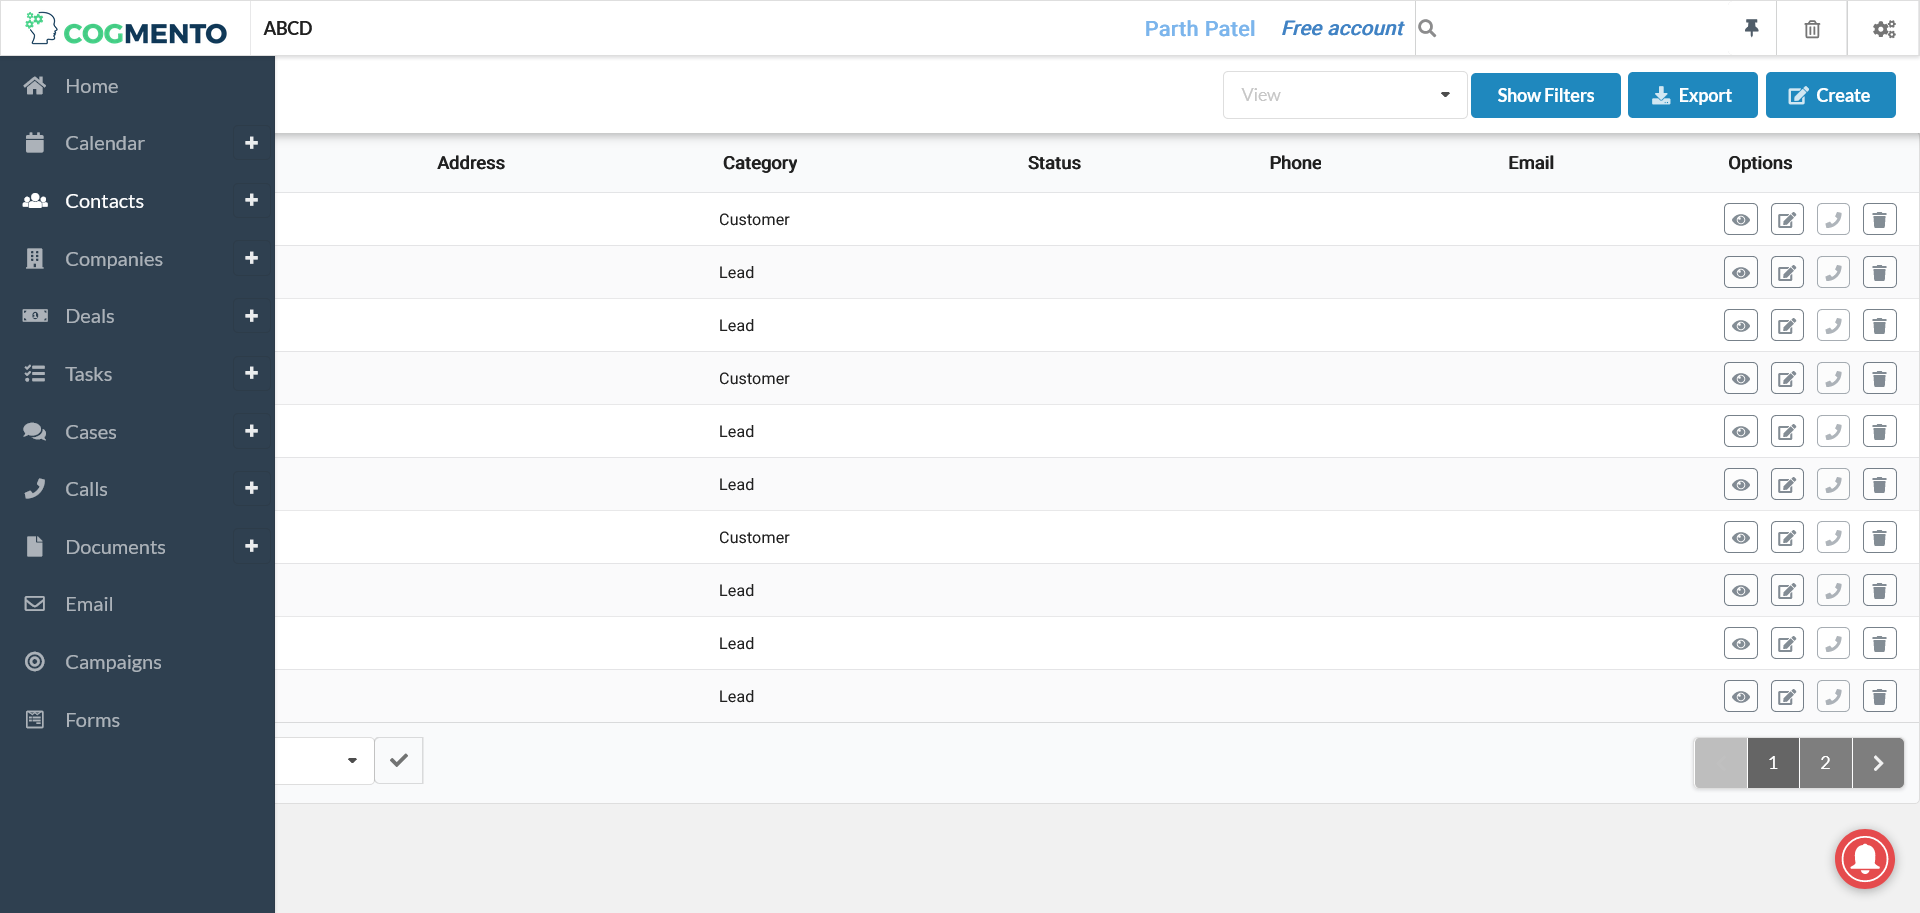 COGMENTO
ABCD
Parth Patel
Free account
Home
Calendar
Contacts
Companies
Deals
Tasks
Cases
Calls
Documents
Email
Campaigns
Forms
View
Show Filters
Export
Create
Address Category Status Phone Email Options
Customer
Lead
Lead
Customer
Lead
Lead
Customer
Lead
Lead
Lead
1 2